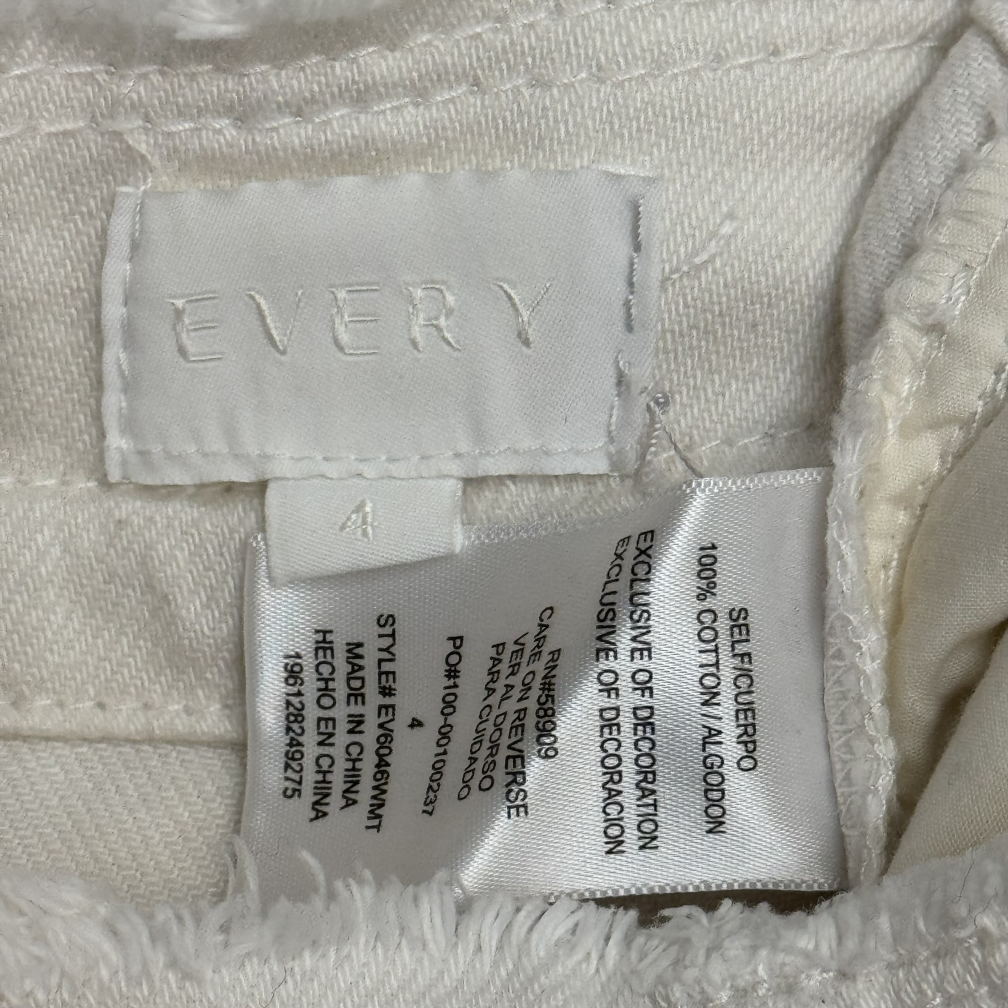 EVERY
4
SELF/CUERPO
100% COTTON / ALGODON
EXCLUSIVE OF DECORATION
EXCLUSIVE OF DECORACION
RN#58909
CARE ON REVERSE
VER AL DORSO
PARA CUIDADO
PO#100-00100237
4
STYLE# EV6046WMT
MADE IN CHINA
HECHO EN CHINA
196128249275